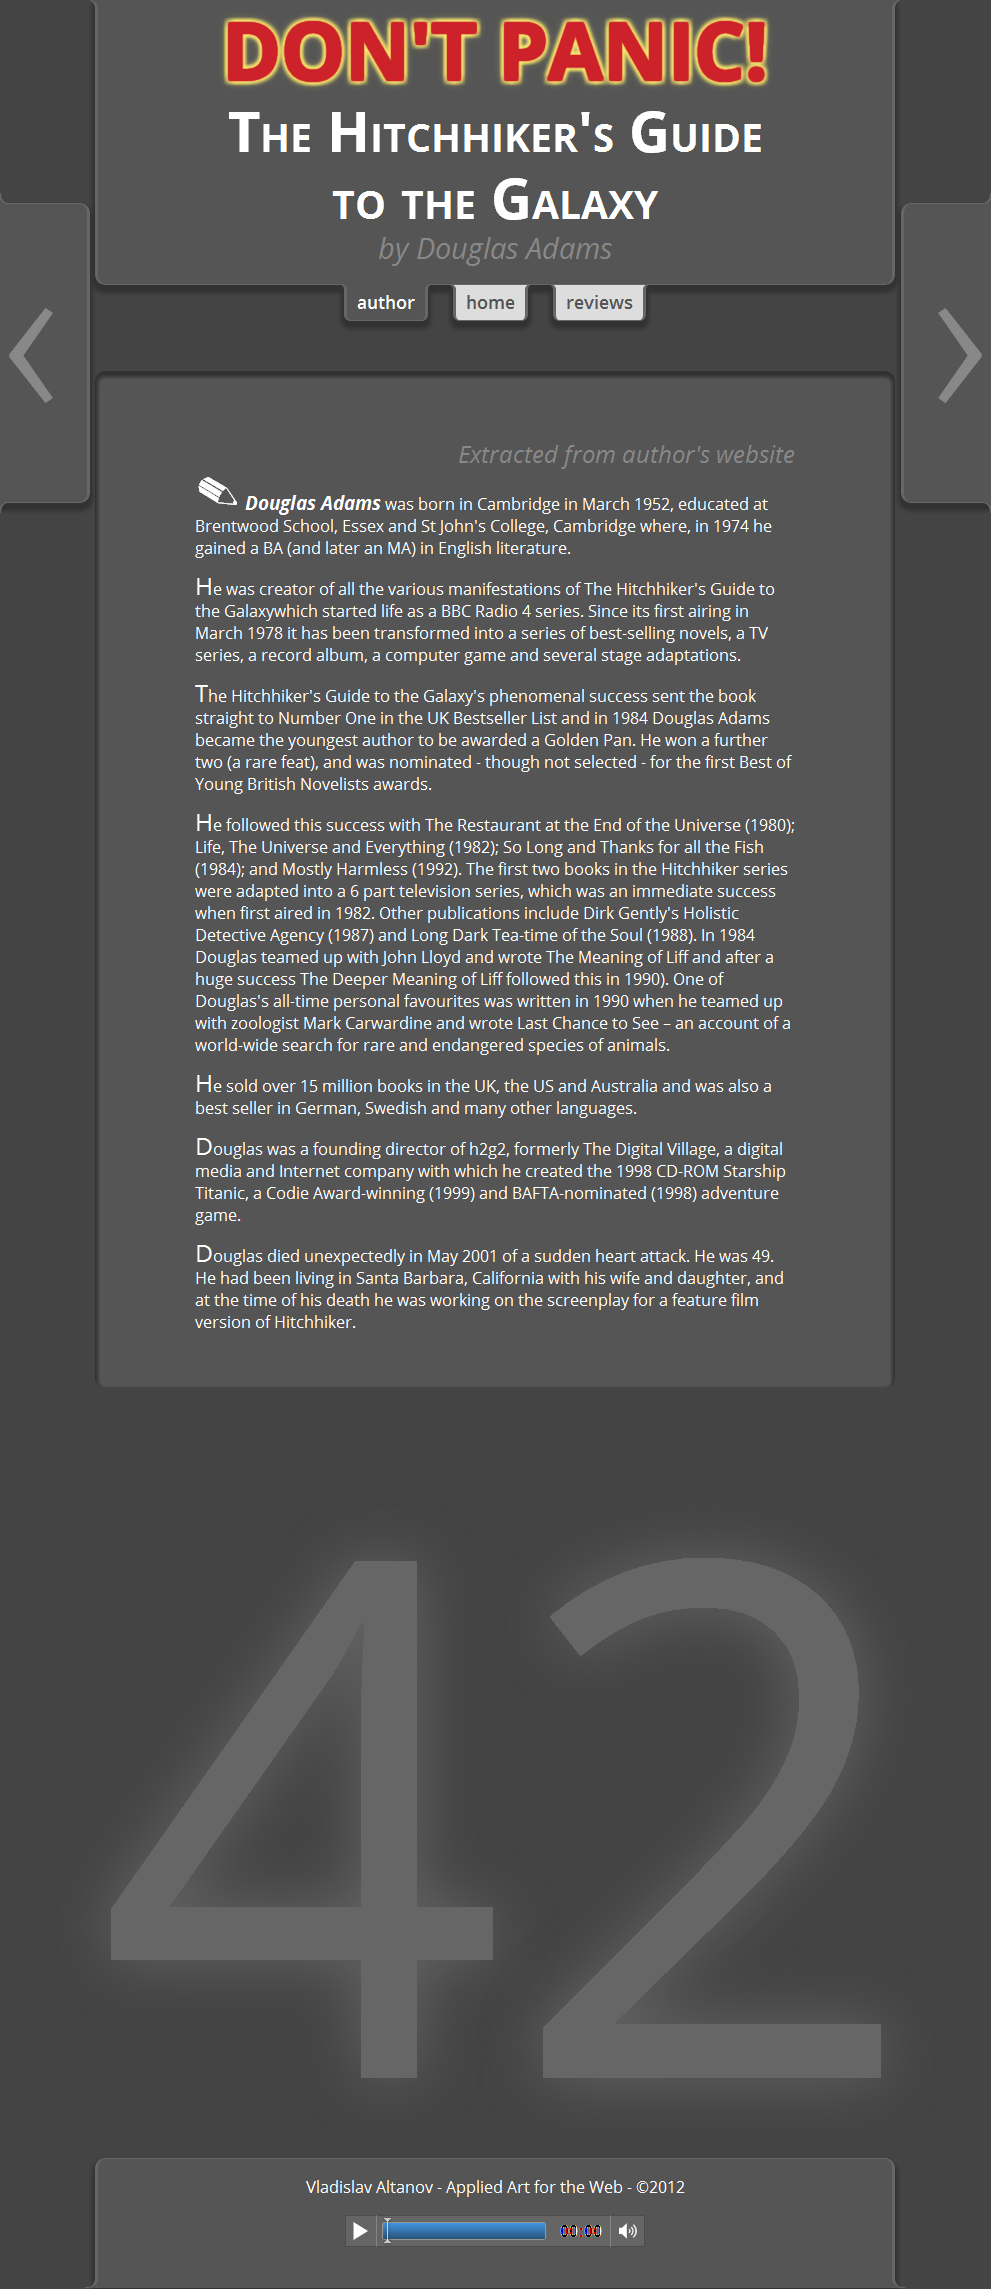 DON'T PANIC!
The Hitchhiker's Guide
to the Galaxy
by Douglas Adams
author home reviews
Extracted from author's website
Douglas Adams was born in Cambridge in March 1952, educated at
Brentwood School, Essex and St John's College, Cambridge where, in 1974 he
gained a BA (and later an MA) in English literature.
He was creator of all the various manifestations of The Hitchhiker's Guide to
the Galaxywhich started life as a BBC Radio 4 series. Since its first airing in
March 1978 it has been transformed into a series of best-selling novels, a TV
series, a record album, a computer game and several stage adaptations.
The Hitchhiker's Guide to the Galaxy's phenomenal success sent the book
straight to Number One in the UK Bestseller List and in 1984 Douglas Adams
became the youngest author to be awarded a Golden Pan. He won a further
two (a rare feat), and was nominated - though not selected - for the first Best of
Young British Novelists awards.
He followed this success with The Restaurant at the End of the Universe (1980);
Life, The Universe and Everything (1982); So Long and Thanks for all the Fish
(1984); and Mostly Harmless (1992). The first two books in the Hitchhiker series
were adapted into a 6 part television series, which was an immediate success
when first aired in 1982. Other publications include Dirk Gently's Holistic
Detective Agency (1987) and Long Dark Tea-time of the Soul (1988). In 1984
Douglas teamed up with John Lloyd and wrote The Meaning of Liff and after a
huge success The Deeper Meaning of Liff followed this in 1990). One of
Douglas's all-time personal favourites was written in 1990 when he teamed up
with zoologist Mark Carwardine and wrote Last Chance to See – an account of a
world-wide search for rare and endangered species of animals.
He sold over 15 million books in the UK, the US and Australia and was also a
best seller in German, Swedish and many other languages.
Douglas was a founding director of h2g2, formerly The Digital Village, a digital
media and Internet company with which he created the 1998 CD-ROM Starship
Titanic, a Codie Award-winning (1999) and BAFTA-nominated (1998) adventure
game.
Douglas died unexpectedly in May 2001 of a sudden heart attack. He was 49.
He had been living in Santa Barbara, California with his wife and daughter, and
at the time of his death he was working on the screenplay for a feature film
version of Hitchhiker.
42
Vladislav Altanov - Applied Art for the Web - ©2012
00:00